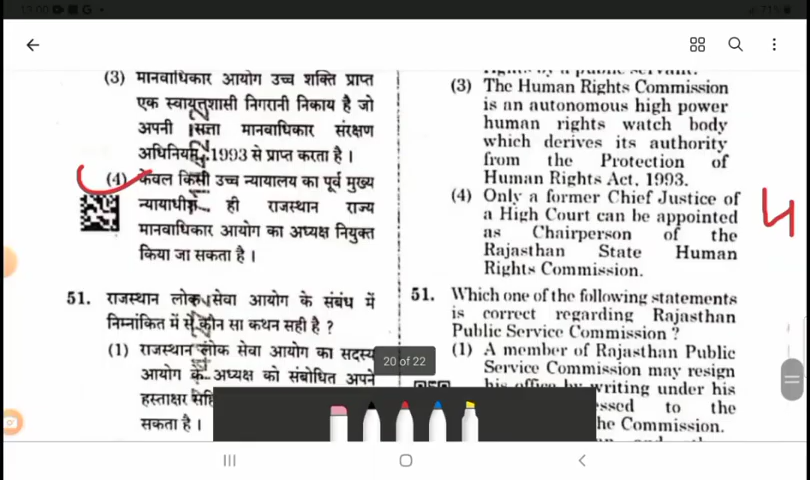 13:00
71%
(3) मानवाधिकार आयोग उच्च शक्ति प्राप्त
एक स्वायत्तशासी निगरानी निकाय है जो
अपनी सत्ता मानवाधिकार संरक्षण
अधिनियम, 1993 से प्राप्त करता है।
(4) केवल किसी उच्च न्यायालय का पूर्व मुख्य
न्यायाधीश ही राजस्थान राज्य
मानवाधिकार आयोग का अध्यक्ष नियुक्त
किया जा सकता है।
51. राजस्थान लोक सेवा आयोग के संबंध में
निम्नांकित में से कौन सा कथन सही है ?
(1) राजस्थान लोक सेवा आयोग का सदस्य
आयोग के अध्यक्ष को संबोधित अपने
हस्ताक्षर
सकता है।
(3) The Human Rights Commission
is an autonomous high power
human rights watch body
which derives its authority
from the Protection of
Human Rights Act, 1993.
(4) Only a former Chief Justice of
a High Court can be appointed
as Chairperson of the
Rajasthan State Human
Rights Commission.
4
51. Which one of the following statements
is correct regarding Rajasthan
Public Service Commission ?
(1) A member of Rajasthan Public
Service Commission may resign
his office by writing under his
to the
Commission.
20 of 22